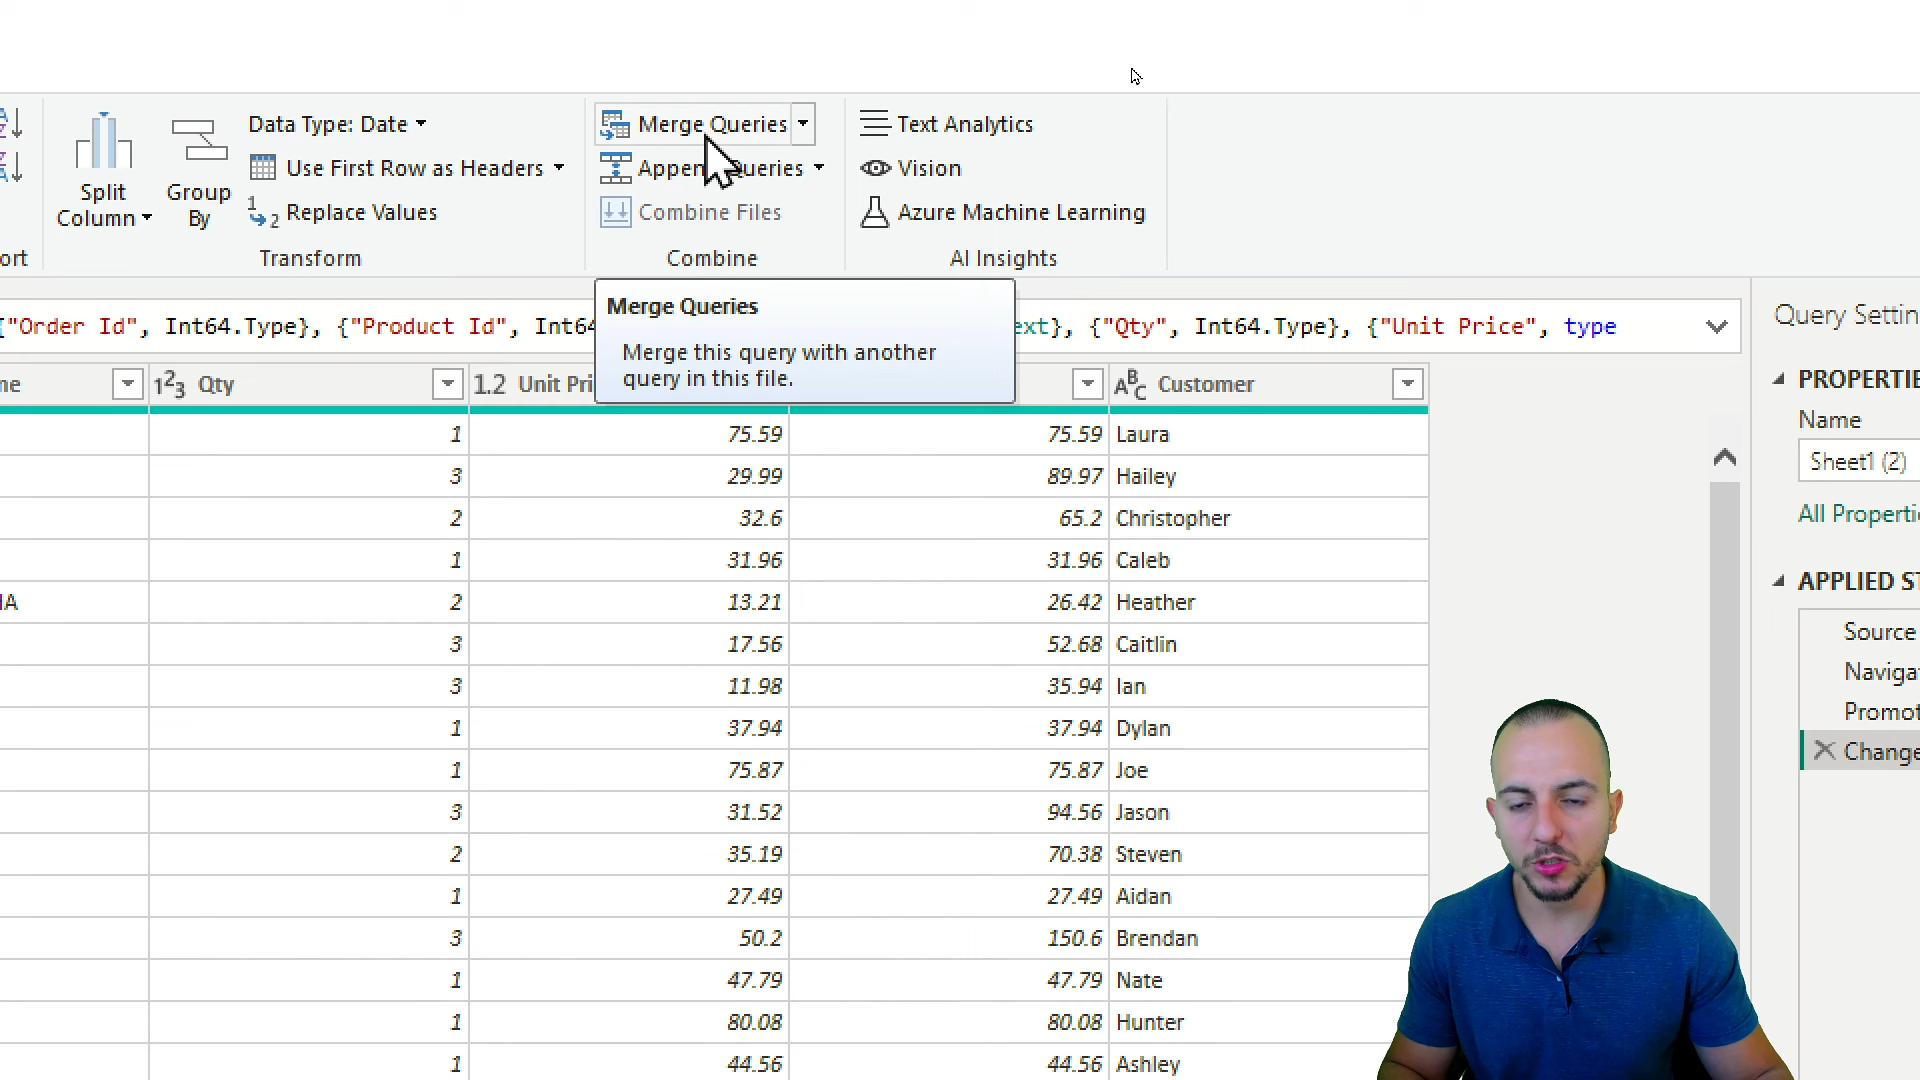 Split
Column
Group
By
Data Type: Date
Use First Row as Headers
Replace Values
Transform
Merge Queries
Combine Files
Combine
Text Analytics
Vision
Azure Machine Learning
AI Insights
Merge Queries
Merge this query with another
query in this file.
{"Order Id", Int64.Type}, {"Product Id", Int64
ext}, {"Qty", Int64.Type}, {"Unit Price", type
123 Qty
1.2 Unit Pri
ABC Customer
1 75.59 75.59 Laura
3 29.99 89.97 Hailey
2 32.6 65.2 Christopher
1 31.96 31.96 Caleb
2 13.21 26.42 Heather
3 17.56 52.68 Caitlin
3 11.98 35.94 Ian
1 37.94 37.94 Dylan
1 75.87 75.87 Joe
3 31.52 94.56 Jason
2 35.19 70.38 Steven
1 27.49 27.49 Aidan
3 50.2 150.6 Brendan
1 47.79 47.79 Nate
1 80.08 80.08 Hunter
1 44.56 44.56 Ashley
Query Settin
PROPERTIE
Name
Sheet1 (2)
All Properti
APPLIED ST
Source
Naviga
Promot
Change